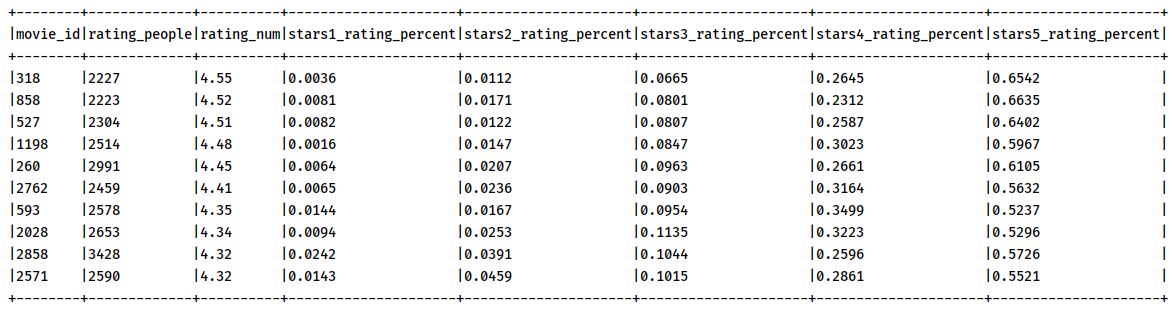 +--------+-------------+----------+--------------------+--------------------+--------------------+--------------------+--------------------+
|movie_id|rating_people|rating_num|stars1_rating_percent|stars2_rating_percent|stars3_rating_percent|stars4_rating_percent|stars5_rating_percent|
+--------+-------------+----------+--------------------+--------------------+--------------------+--------------------+--------------------+
|318     |2227         |4.55      |0.0036               |0.0112               |0.0665               |0.2645               |0.6542               |
|858     |2223         |4.52      |0.0081               |0.0171               |0.0801               |0.2312               |0.6635               |
|527     |2304         |4.51      |0.0082               |0.0122               |0.0807               |0.2587               |0.6402               |
|1198    |2514         |4.48      |0.0016               |0.0147               |0.0847               |0.3023               |0.5967               |
|260     |2991         |4.45      |0.0064               |0.0207               |0.0963               |0.2661               |0.6105               |
|2762    |2459         |4.41      |0.0065               |0.0236               |0.0903               |0.3164               |0.5632               |
|593     |2578         |4.35      |0.0144               |0.0167               |0.0954               |0.3499               |0.5237               |
|2028    |2653         |4.34      |0.0094               |0.0253               |0.1135               |0.3223               |0.5296               |
|2858    |3428         |4.32      |0.0242               |0.0391               |0.1044               |0.2596               |0.5726               |
|2571    |2590         |4.32      |0.0143               |0.0459               |0.1015               |0.2861               |0.5521               |
+--------+-------------+----------+--------------------+--------------------+--------------------+--------------------+--------------------+